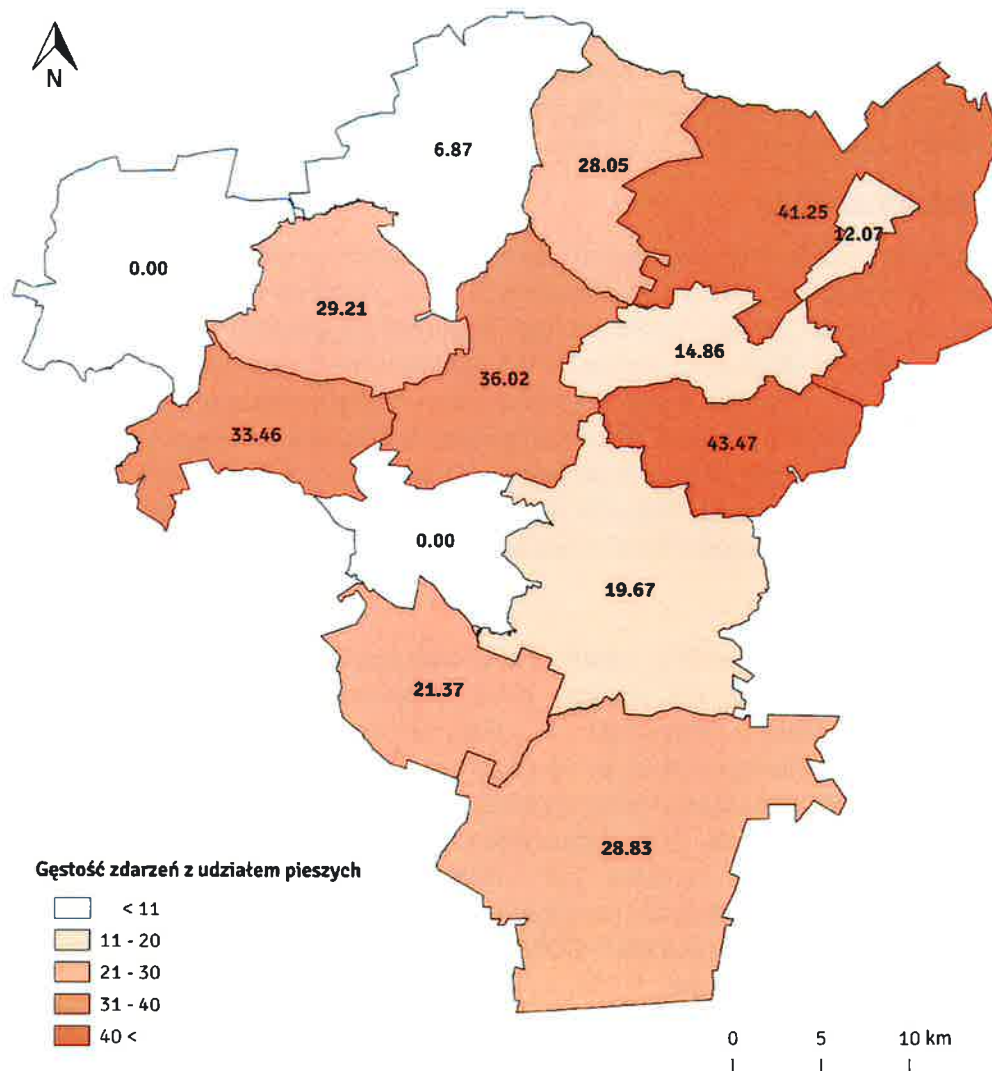 N
6.87
28.05
41.25
12.07
0.00
29.21
14.86
36.02
33.46
43.47
0.00
19.67
21.37
28.83
Gęstość zdarzeń z udziałem pieszych
< 11
11 - 20
21 - 30
31 - 40
40 <
0 5 10 km